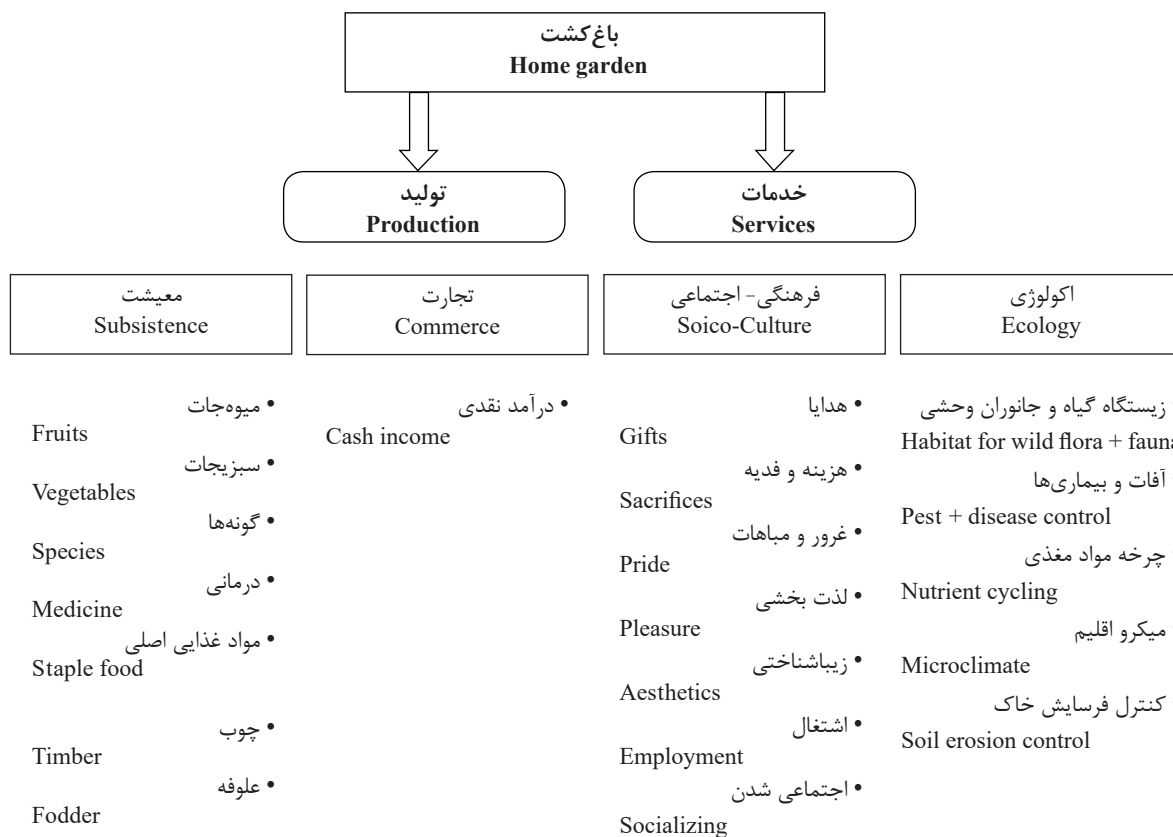 باغ‌کشت
Home garden
تولید
Production
خدمات
Services
معیشت
Subsistence
تجارت
Commerce
فرهنگی- اجتماعی
Soico-Culture
اکولوژی
Ecology
• میوه‌جات
Fruits
• سبزیجات
Vegetables
• گونه‌ها
Species
• درمانی
Medicine
• مواد غذایی اصلی
Staple food
• چوب
Timber
• علوفه
Fodder
• درآمد نقدی
Cash income
• هدایا
Gifts
• هزینه و فدیه
Sacrifices
• غرور و مباهات
Pride
• لذت بخشی
Pleasure
• زیباشناختی
Aesthetics
• اشتغال
Employment
• اجتماعی شدن
Socializing
زیستگاه گیاه و جانوران وحشی
Habitat for wild flora + fauna
آفات و بیماری‌ها
Pest + disease control
چرخه مواد مغذی
Nutrient cycling
میکرو اقلیم
Microclimate
کنترل فرسایش خاک
Soil erosion control